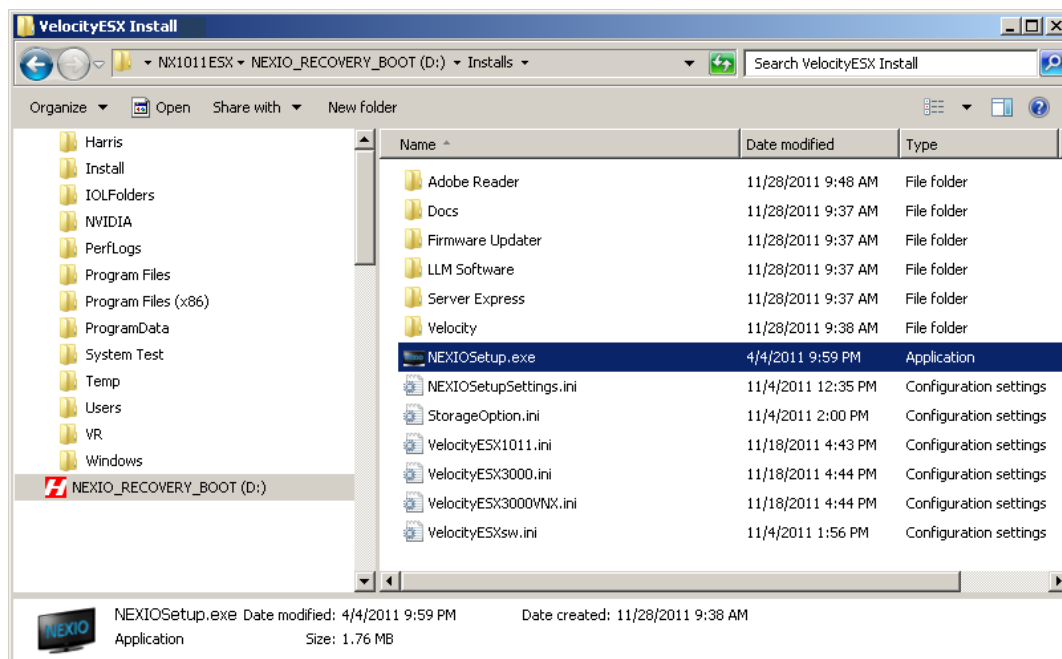 VelocityESX Install
NX1011ESX NEXIO_RECOVERY_BOOT (D:) Installs
Search VelocityESX Install
Organize Open Share with New folder
Harris
Install
IOLFolders
NVIDIA
PerfLogs
Program Files
Program Files (x86)
ProgramData
System Test
Temp
Users
VR
Windows
NEXIO_RECOVERY_BOOT (D:)
Name Date modified Type
Adobe Reader 11/28/2011 9:48 AM File folder
Docs 11/28/2011 9:37 AM File folder
Firmware Updater 11/28/2011 9:37 AM File folder
LLM Software 11/28/2011 9:37 AM File folder
Server Express 11/28/2011 9:37 AM File folder
Velocity 11/28/2011 9:38 AM File folder
NEXIOSetup.exe 4/4/2011 9:59 PM Application
NEXIOSetupSettings.ini 11/4/2011 12:35 PM Configuration settings
StorageOption.ini 11/4/2011 2:00 PM Configuration settings
VelocityESX1011.ini 11/18/2011 4:43 PM Configuration settings
VelocityESX3000.ini 11/18/2011 4:44 PM Configuration settings
VelocityESX3000VNX.ini 11/18/2011 4:44 PM Configuration settings
VelocityESXsw.ini 11/4/2011 1:56 PM Configuration settings
NEXIO
NEXIOSetup.exe Date modified: 4/4/2011 9:59 PM Date created: 11/28/2011 9:38 AM
Application Size: 1.76 MB